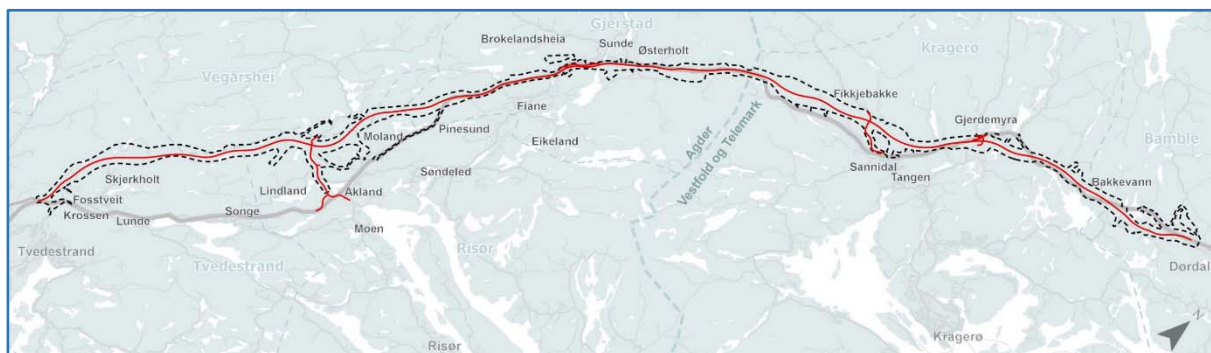 Gjerstad
Brokelandsheia
Sunde
Østerholt
Kragerø
Vegårshei
Fikkjebakke
Gjerdemyra
Fiane
Moland
Pinesund
Eikeland
Agder
Vestfold og Telemark
Bamble
Sannidal
Tangen
Skjerkholt
Lindland
Akland
Søndeled
Bakkevann
Fosstveit
Krossen
Lunde
Songe
Moen
Tvedestrand
Tvedestrand
Risør
Dørdal
Kragerø
Risør
N